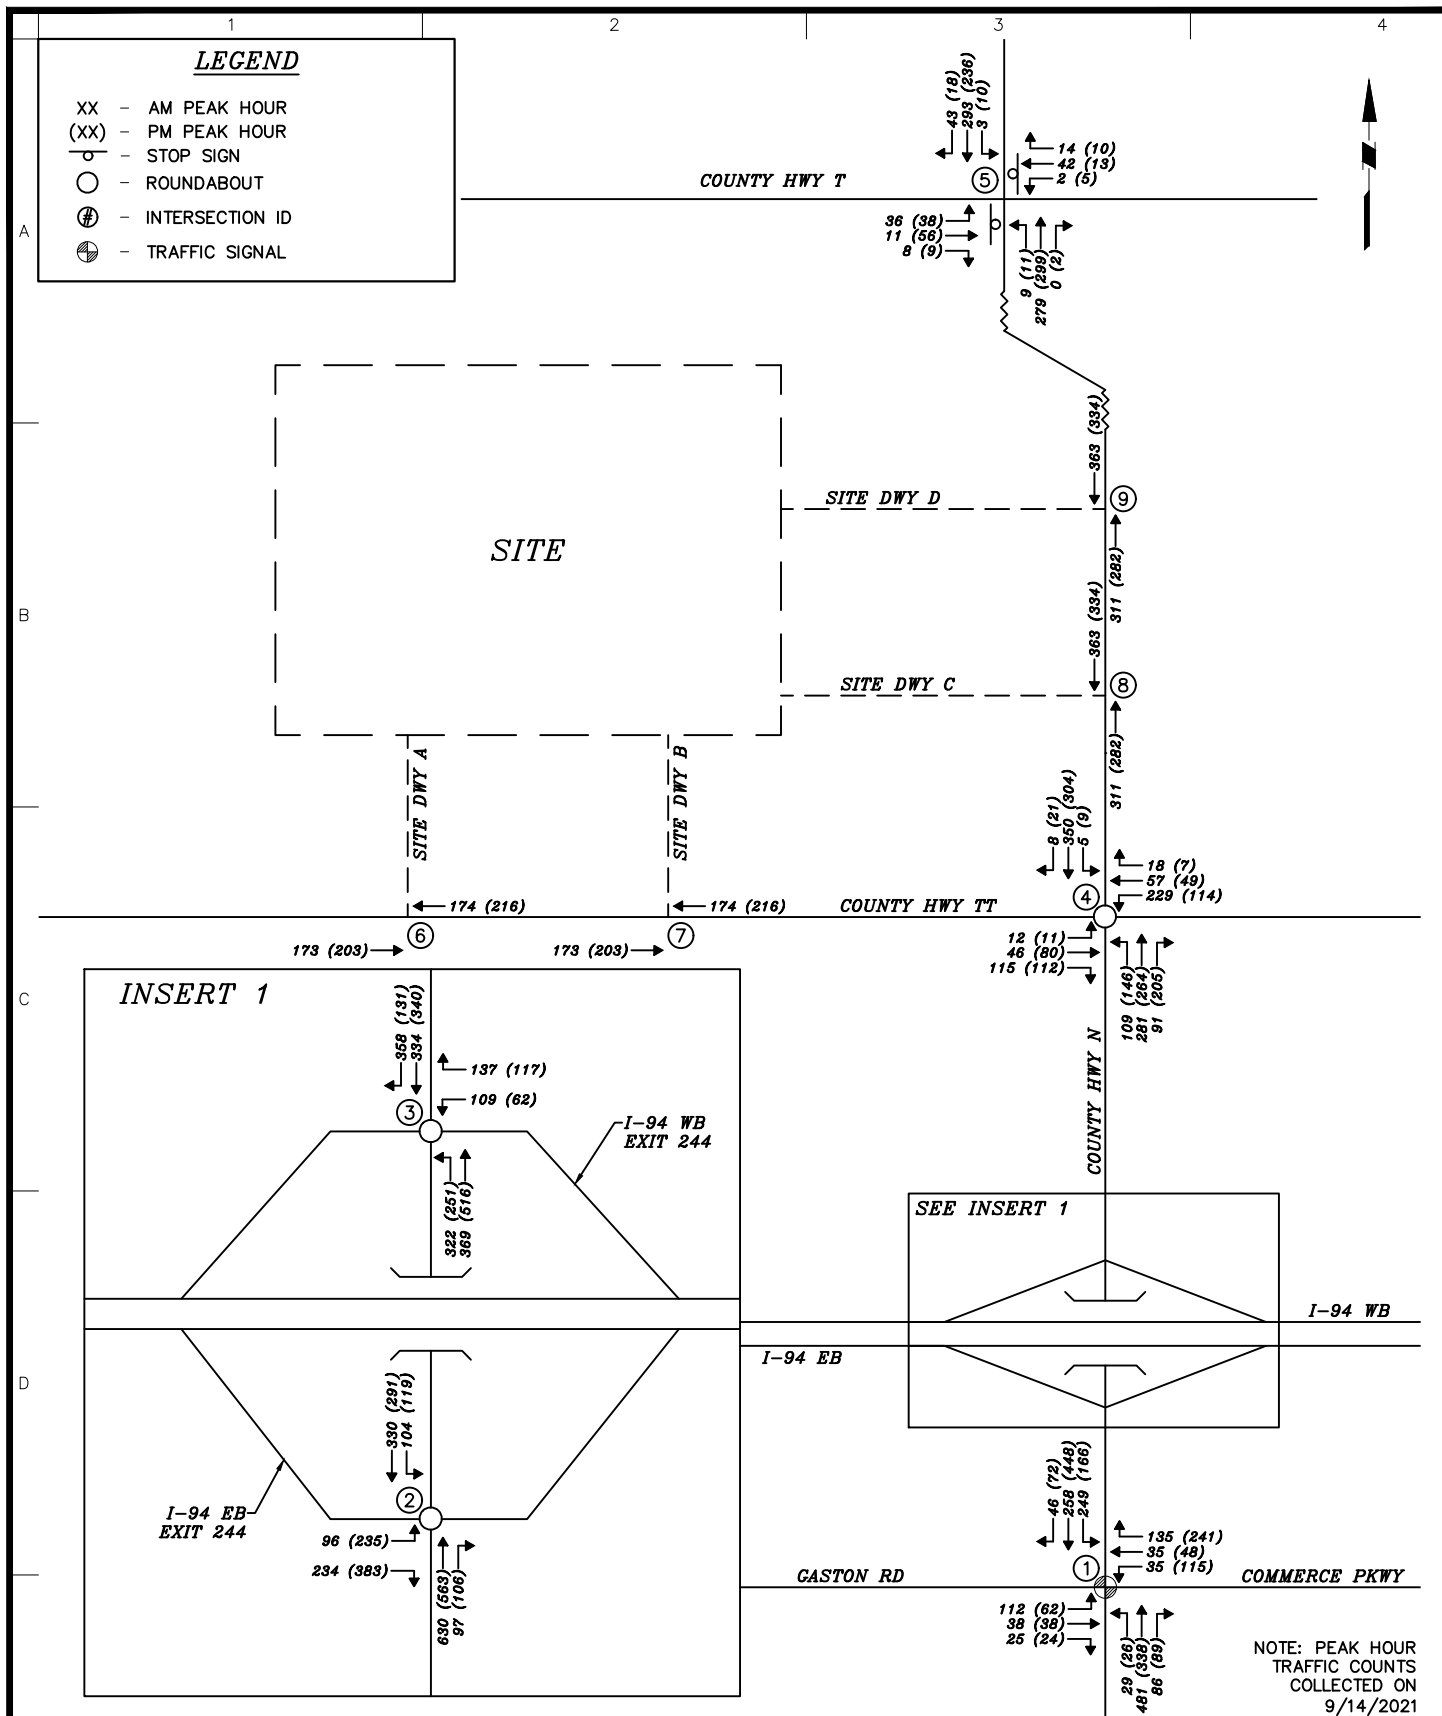 1
2
3
4
A
B
C
D
LEGEND
XX - AM PEAK HOUR
(XX) - PM PEAK HOUR
- STOP SIGN
- ROUNDABOUT
# - INTERSECTION ID
- TRAFFIC SIGNAL
43 (18)
293 (236)
3 (10)
14 (10)
42 (13)
2 (5)
5
COUNTY HWY T
36 (38)
11 (56)
8 (9)
9 (11)
279 (299)
0 (2)
363 (334)
SITE DWY D
9
SITE
311 (282)
363 (334)
SITE DWY C
8
311 (282)
SITE DWY A
SITE DWY B
8 (21)
350 (304)
5 (9)
18 (7)
57 (49)
229 (114)
4
174 (216)
174 (216)
COUNTY HWY TT
6
7
173 (203)
173 (203)
12 (11)
46 (80)
115 (112)
109 (146)
281 (264)
91 (205)
COUNTY HWY N
INSERT 1
358 (131)
334 (340)
137 (117)
109 (62)
3
I-94 WB
EXIT 244
322 (251)
369 (516)
SEE INSERT 1
I-94 WB
I-94 EB
330 (291)
104 (119)
2
I-94 EB
EXIT 244
96 (235)
234 (383)
630 (563)
97 (106)
46 (72)
258 (448)
249 (166)
135 (241)
35 (48)
35 (115)
1
GASTON RD
COMMERCE PKWY
112 (62)
38 (38)
25 (24)
29 (26)
481 (338)
86 (89)
NOTE: PEAK HOUR
TRAFFIC COUNTS
COLLECTED ON
9/14/2021